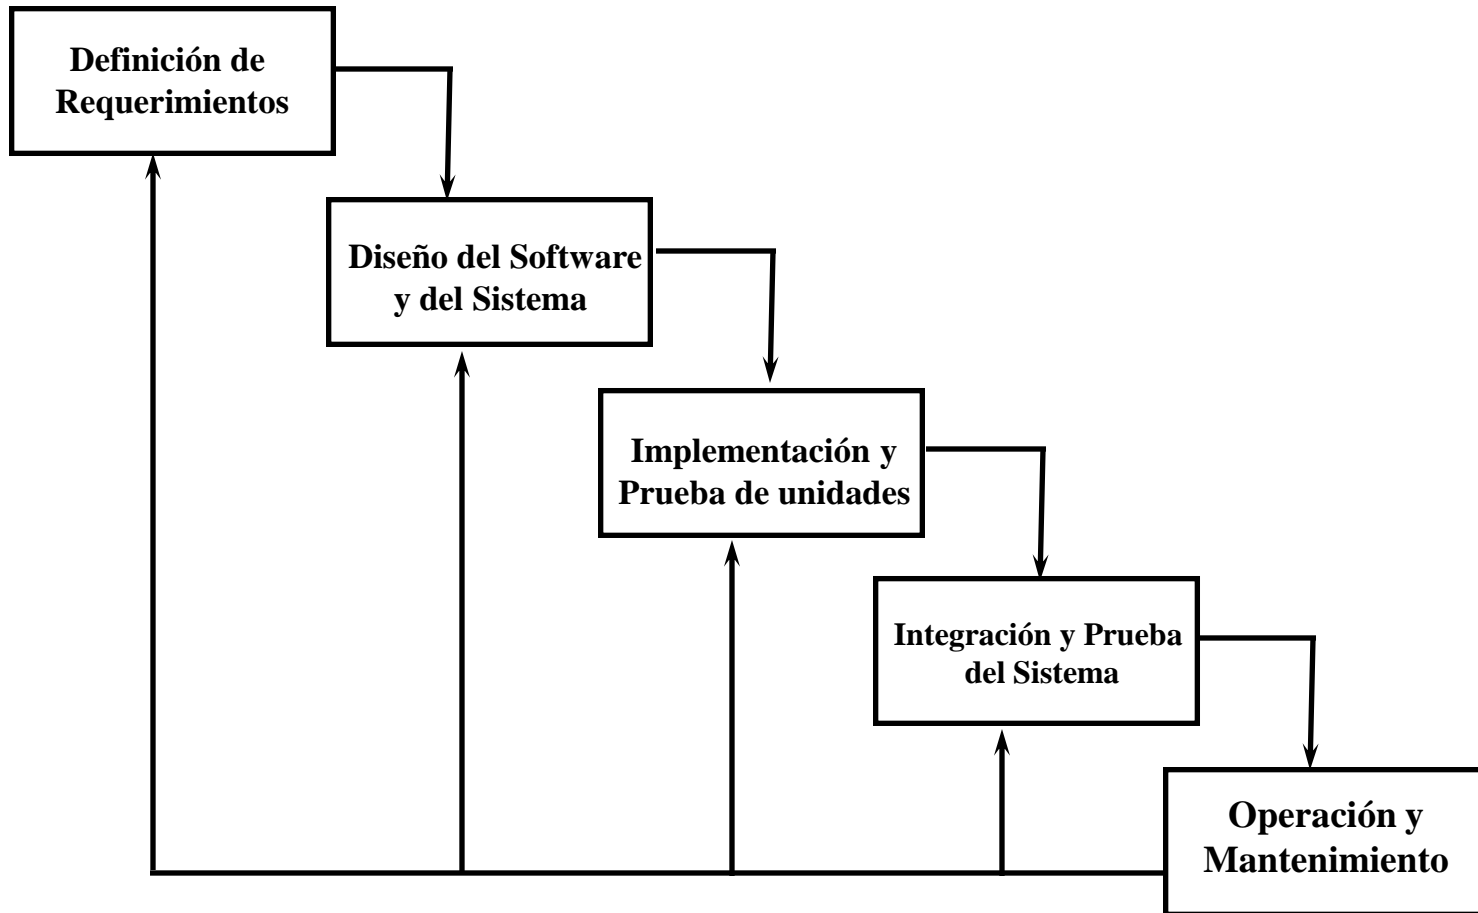 Definición de
Requerimientos
Diseño del Software
y del Sistema
Implementación y
Prueba de unidades
Integración y Prueba
del Sistema
Operación y
Mantenimiento